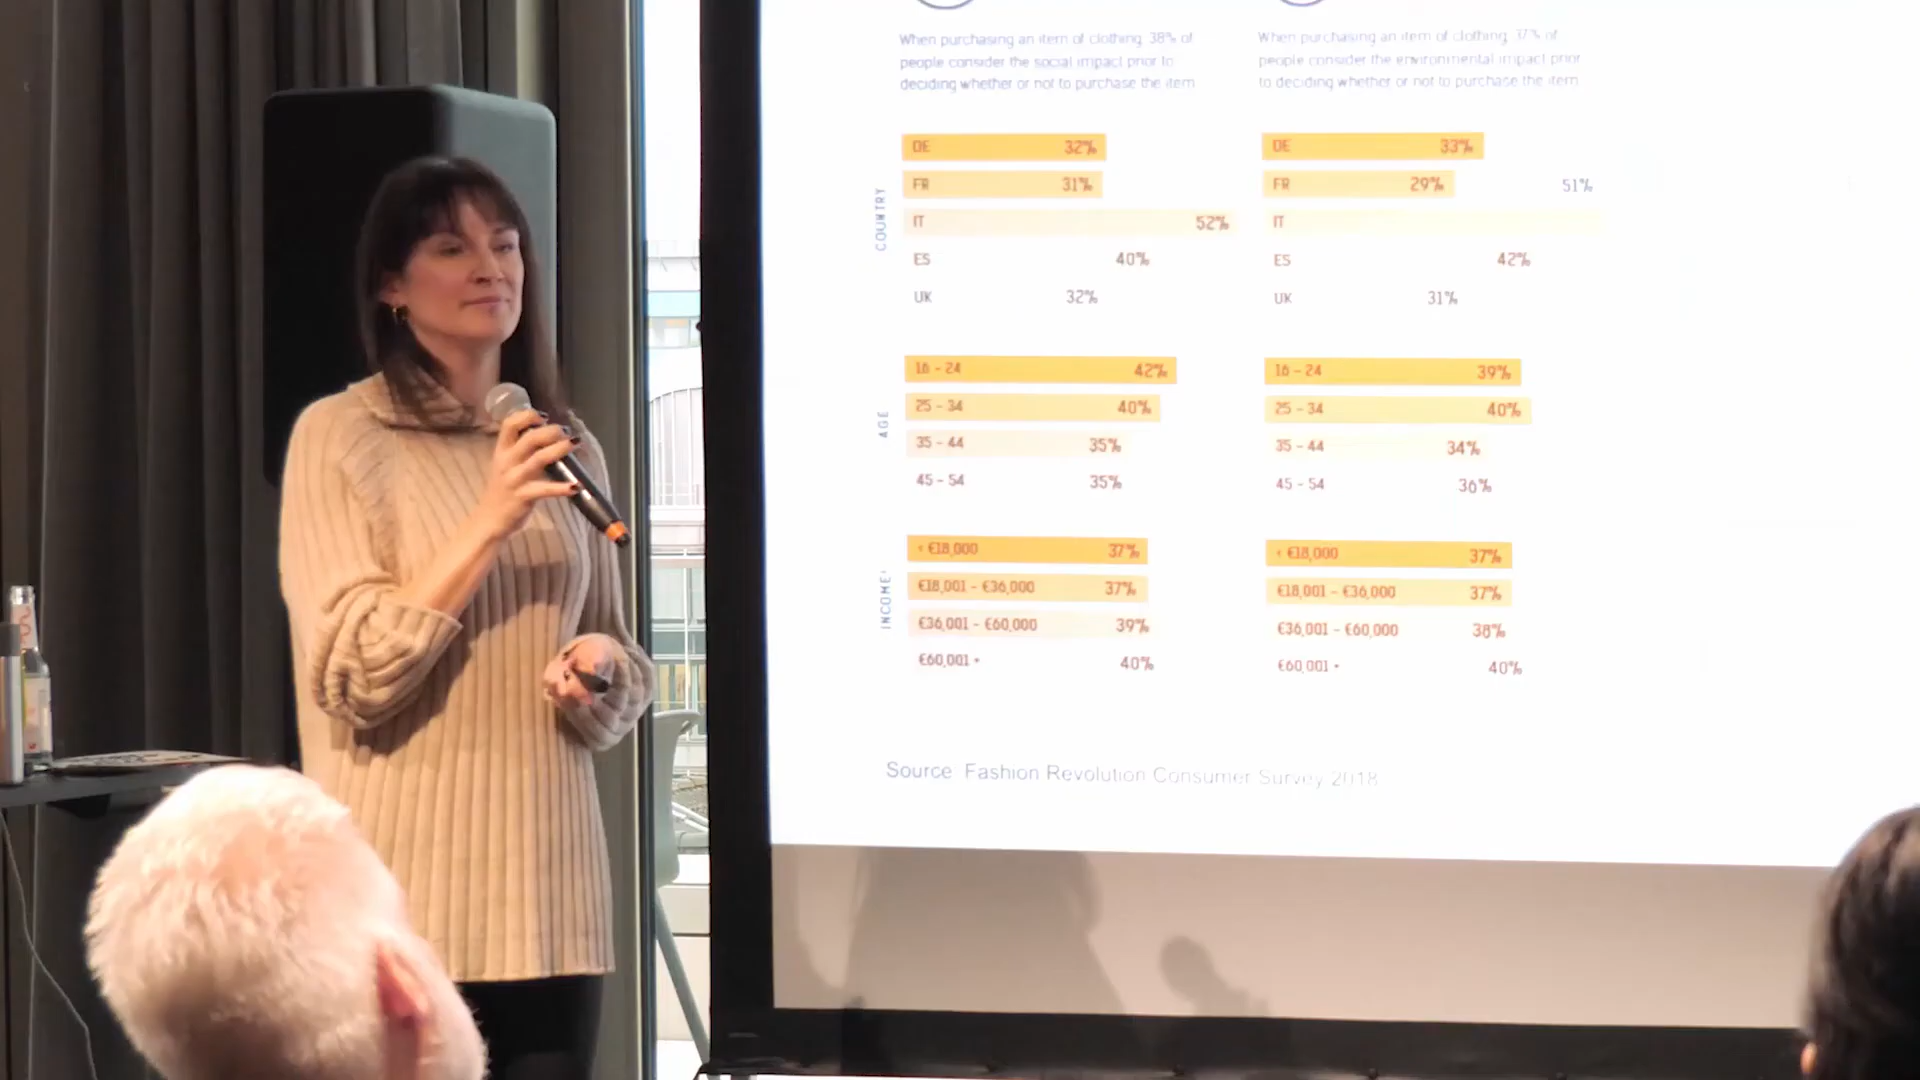 When purchasing an item of clothing, 38% of
people consider the social impact prior to
deciding whether or not to purchase the item
COUNTRY
DE 32%
FR 31%
IT 52%
ES 40%
UK 32%
AGE
16 - 24 42%
25 - 34 40%
35 - 44 35%
45 - 54 35%
INCOME
< €18,000 37%
€18,001 - €36,000 37%
€36,001 - €60,000 39%
€60,001 + 40%
When purchasing an item of clothing, 37% of
people consider the environmental impact prior
to deciding whether or not to purchase the item
DE 33%
FR 29%
IT 51%
ES 42%
UK 31%
16 - 24 39%
25 - 34 40%
35 - 44 34%
45 - 54 36%
< €18,000 37%
€18,001 - €36,000 37%
€36,001 - €60,000 38%
€60,001 + 40%
Source: Fashion Revolution Consumer Survey 2018